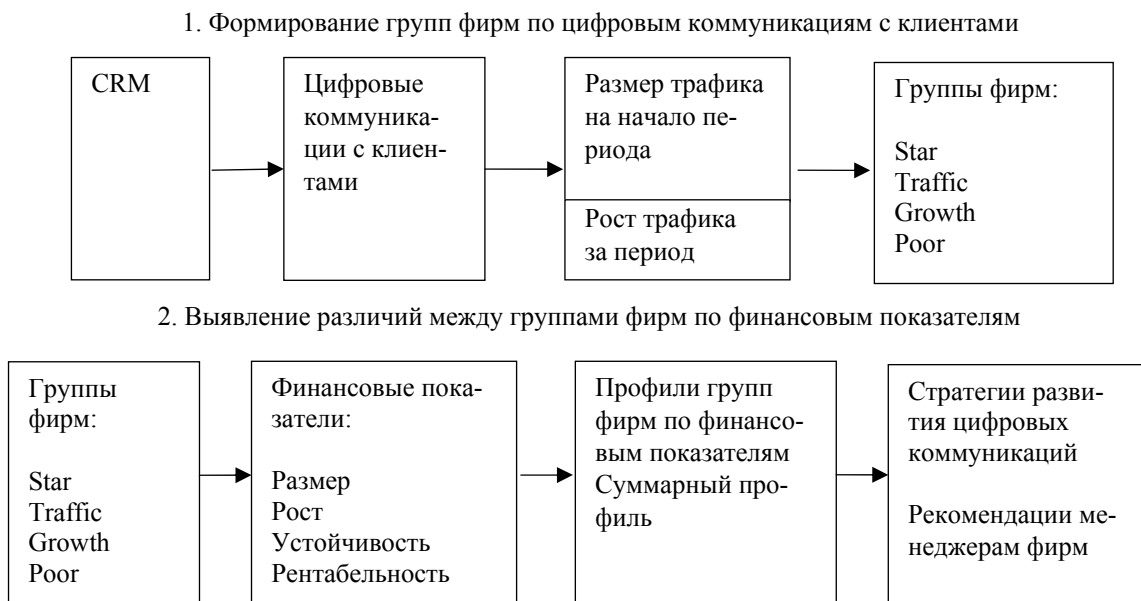 1. Формирование групп фирм по цифровым коммуникациям с клиентами
CRM
Цифровые
коммуника-
ции с клиен-
тами
Размер трафика
на начало пе-
риода
Рост трафика
за период
Группы фирм:
Star
Traffic
Growth
Poor
2. Выявление различий между группами фирм по финансовым показателям
Группы
фирм:
Star
Traffic
Growth
Poor
Финансовые пока-
затели:
Размер
Рост
Устойчивость
Рентабельность
Профили групп
фирм по финансо-
вым показателям
Суммарный про-
филь
Стратегии разви-
тия цифровых
коммуникаций
Рекомендации ме-
неджерам фирм